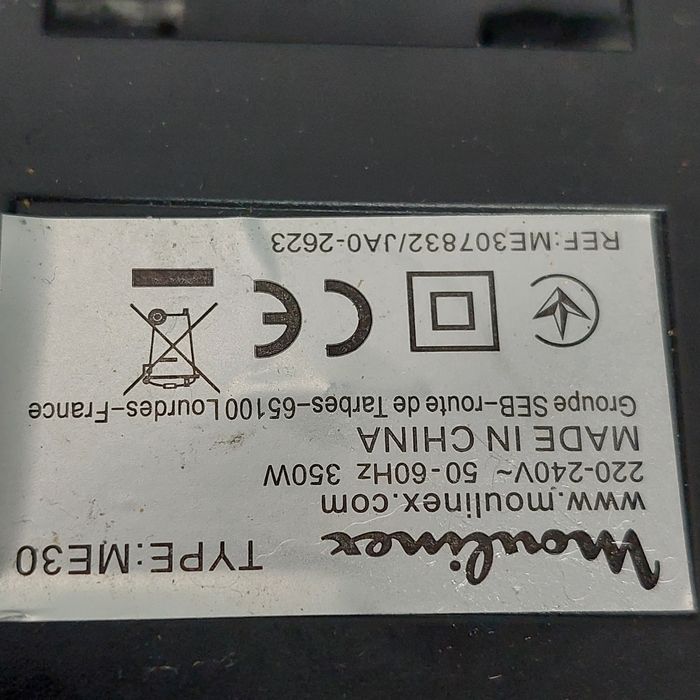 Moulinex TYPE:ME30
www.moulinex.com
220-240V~ 50-60Hz 350W
MADE IN CHINA
Groupe SEB-route de Tarbes-65100 Lourdes-France
CE
REF:ME307832/JA0-2623